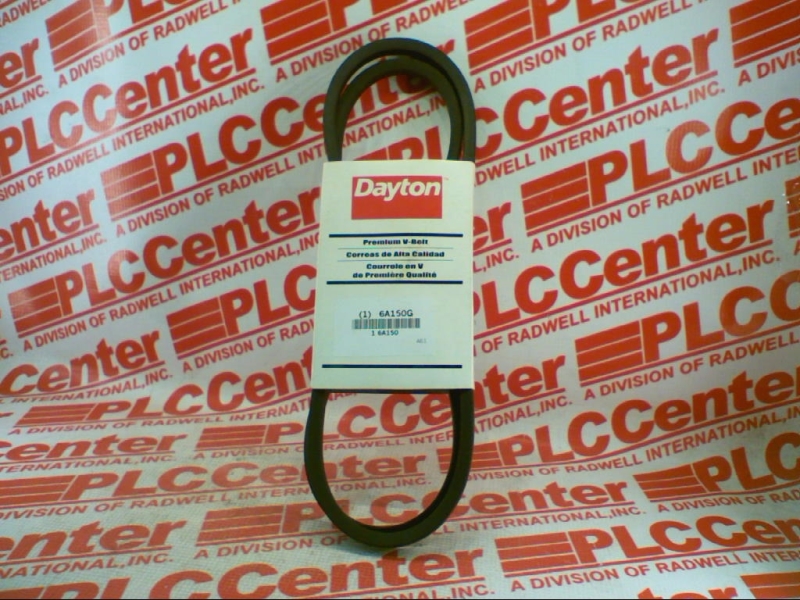 Dayton
Premium V-Belt
Correas de Alta Calidad
Courroie en V
de Première Qualité
(1) 6A150G
1 6A150
PLCCenter
A DIVISION OF RADWELL INTERNATIONAL, INC.